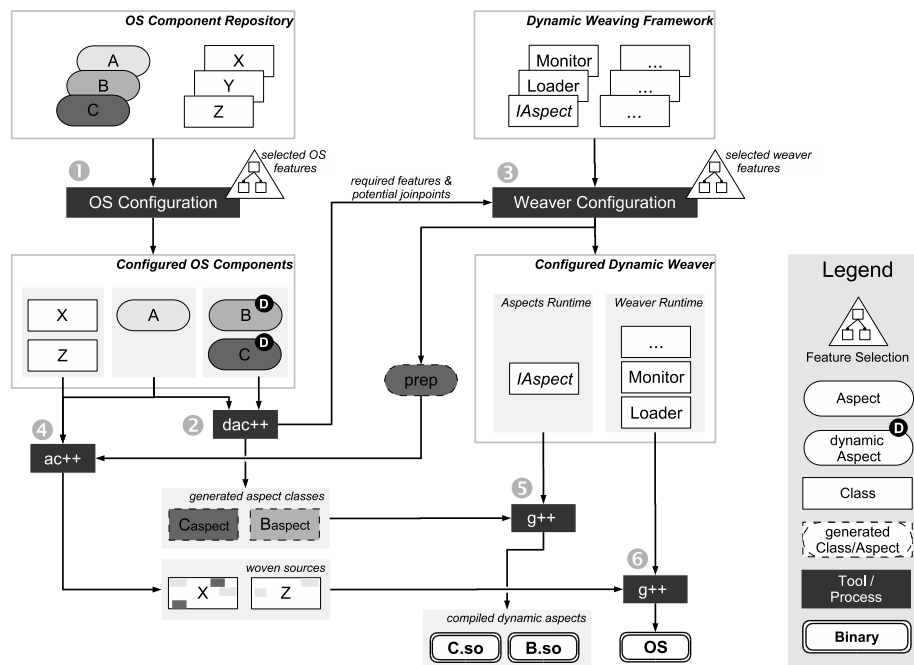 OS Component Repository
A
B
C
X
Y
Z
Dynamic Weaving Framework
Monitor
Loader
IAspect
...
...
...
1
selected OS
features
OS Configuration
required features &
potential joinpoints
3
selected weaver
features
Weaver Configuration
Configured OS Components
X
Z
A
B
D
C
D
Configured Dynamic Weaver
Aspects Runtime
IAspect
Weaver Runtime
...
Monitor
Loader
prep
4
ac++
2
dac++
generated aspect classes
Caspect
Baspect
5
g++
woven sources
X
Z
6
g++
compiled dynamic aspects
C.so
B.so
OS
Legend
Feature Selection
Aspect
D
dynamic
Aspect
Class
generated
Class/Aspect
Tool /
Process
Binary